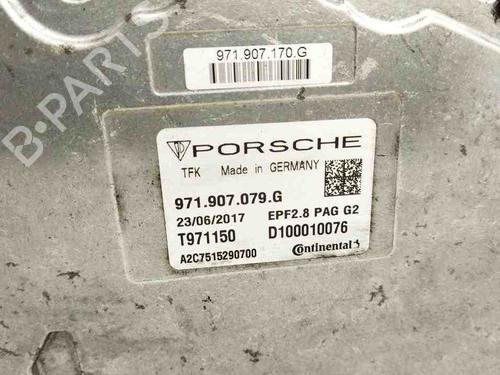 971.907.170.G
B-PARTS
PORSCHE
TFK Made in GERMANY
971.907.079.G
23/06/2017 EPF2.8 PAG G2
T971150 D100010076
A2C7515290700 Continental